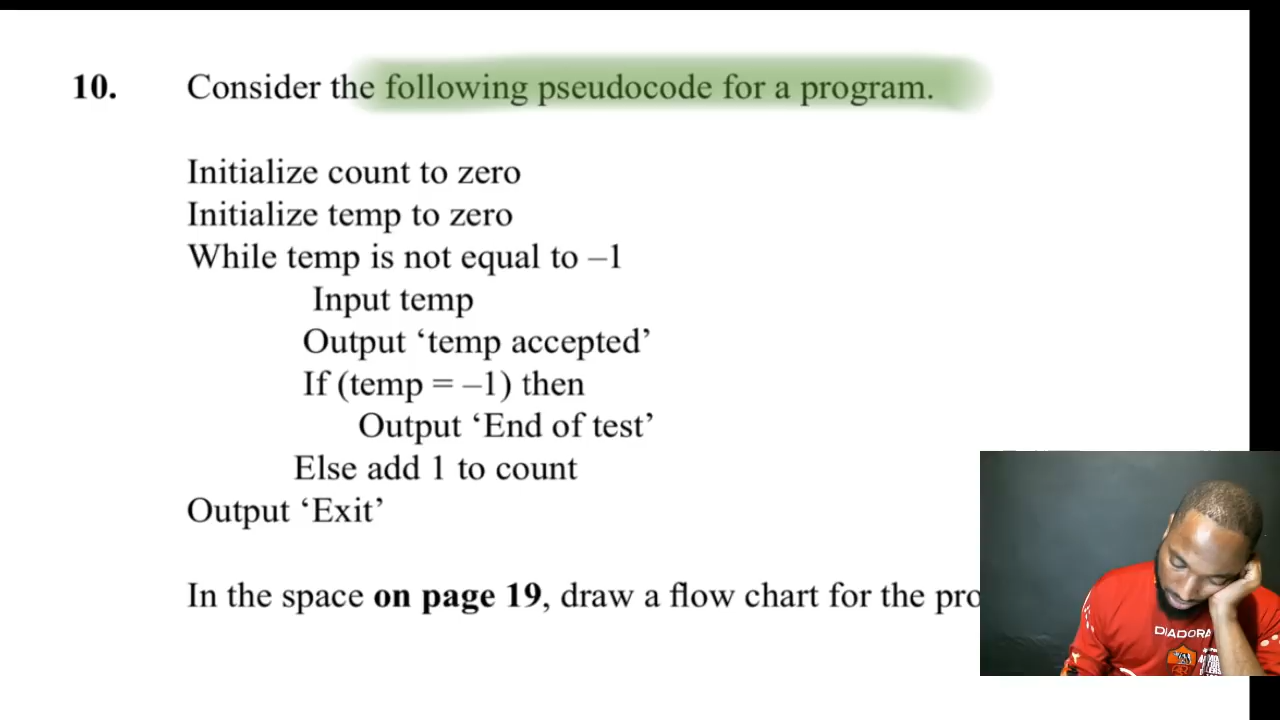 10. Consider the following pseudocode for a program.
Initialize count to zero
Initialize temp to zero
While temp is not equal to –1
Input temp
Output ‘temp accepted’
If (temp = –1) then
Output ‘End of test’
Else add 1 to count
Output ‘Exit’
In the space on page 19, draw a flow chart for the pro
DIADORA